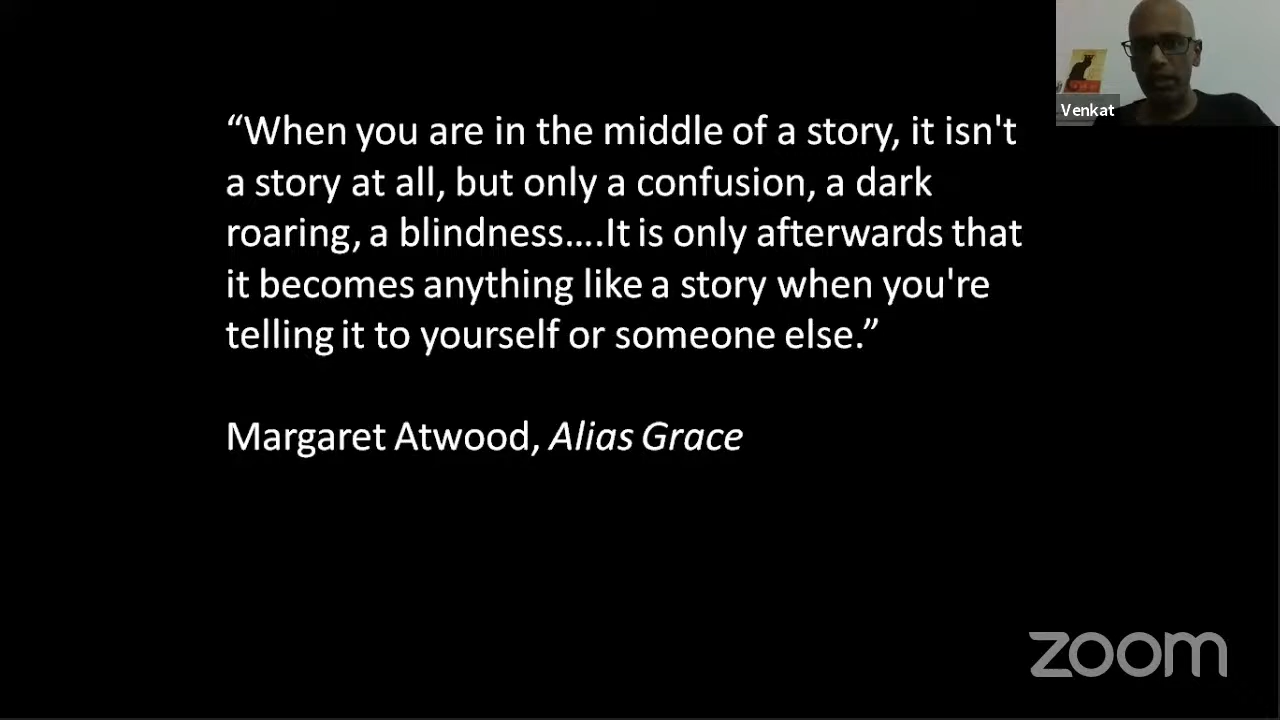 “When you are in the middle of a story, it isn't
a story at all, but only a confusion, a dark
roaring, a blindness….It is only afterwards that
it becomes anything like a story when you're
telling it to yourself or someone else.”
Margaret Atwood, Alias Grace
Venkat
zoom